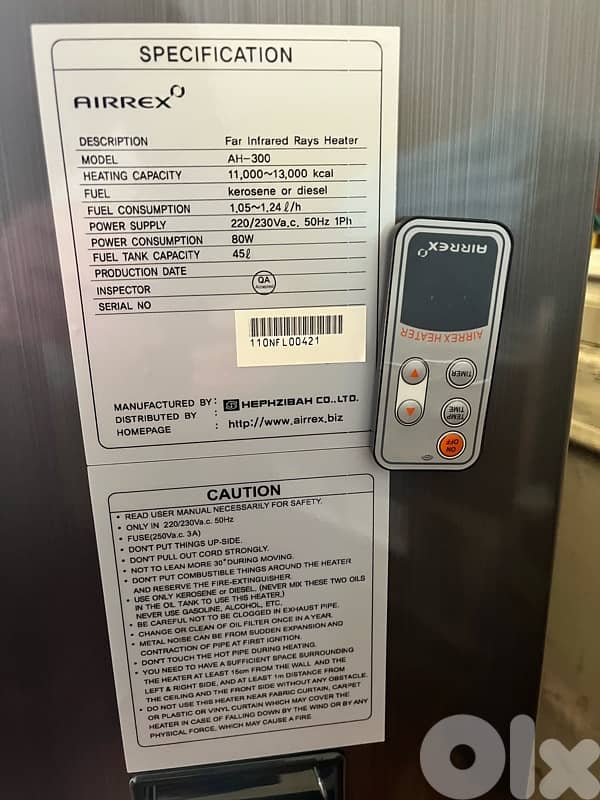 SPECIFICATION
AIRREX
DESCRIPTION Far Infrared Rays Heater
MODEL AH-300
HEATING CAPACITY 11,000~13,000 kcal
FUEL kerosene or diesel
FUEL CONSUMPTION 1.05~1.24 ℓ/h
POWER SUPPLY 220/230Va.c. 50Hz 1Ph
POWER CONSUMPTION 80W
FUEL TANK CAPACITY 45ℓ
PRODUCTION DATE
INSPECTOR QA Accepted
SERIAL NO
110NFL00421
MANUFACTURED BY : HEPHZIBAH CO.,LTD.
DISTRIBUTED BY :
HOMEPAGE : http://www.airrex.biz
AIRREX
AIRREX HEATER
TIMER
TEMP TIME
ON OFF
CAUTION
• READ USER MANUAL NECESSARILY FOR SAFETY.
• ONLY IN 220/230Va.c. 50Hz
• FUSE(250Va.c. 3A)
• DON'T PUT THINGS UP-SIDE.
• DON'T PULL OUT CORD STRONGLY.
• NOT TO LEAN MORE 30° DURING MOVING.
• DON'T PUT COMBUSTIBLE THINGS AROUND THE HEATER
AND RESERVE THE FIRE-EXTINGUISHER.
• USE ONLY KEROSENE or DIESEL. (NEVER MIX THESE TWO OILS
IN THE OIL TANK TO USE THIS HEATER.)
NEVER USE GASOLINE, ALCOHOL, ETC.
• BE CAREFUL NOT TO BE CLOGGED IN EXHAUST PIPE.
• CHANGE OR CLEAN OF OIL FILTER ONCE IN A YEAR.
• METAL NOISE CAN BE FROM SUDDEN EXPANSION AND
CONTRACTION OF PIPE AT FIRST IGNITION.
• DON'T TOUCH THE HOT PIPE DURING HEATING.
• YOU NEED TO HAVE A SUFFICIENT SPACE SURROUNDING
THE HEATER AT LEAST 15cm FROM THE WALL AND THE
LEFT & RIGHT SIDE, AND AT LEAST 1m DISTANCE FROM
THE CEILING AND THE FRONT SIDE WITHOUT ANY OBSTACLE.
• DO NOT USE THIS HEATER NEAR FABRIC CURTAIN, CARPET
OR PLASTIC OR VINYL CURTAIN WHICH MAY COVER THE
HEATER IN CASE OF FALLING DOWN BY THE WIND OR BY ANY
PHYSICAL FORCE, WHICH MAY CAUSE A FIRE.
olx